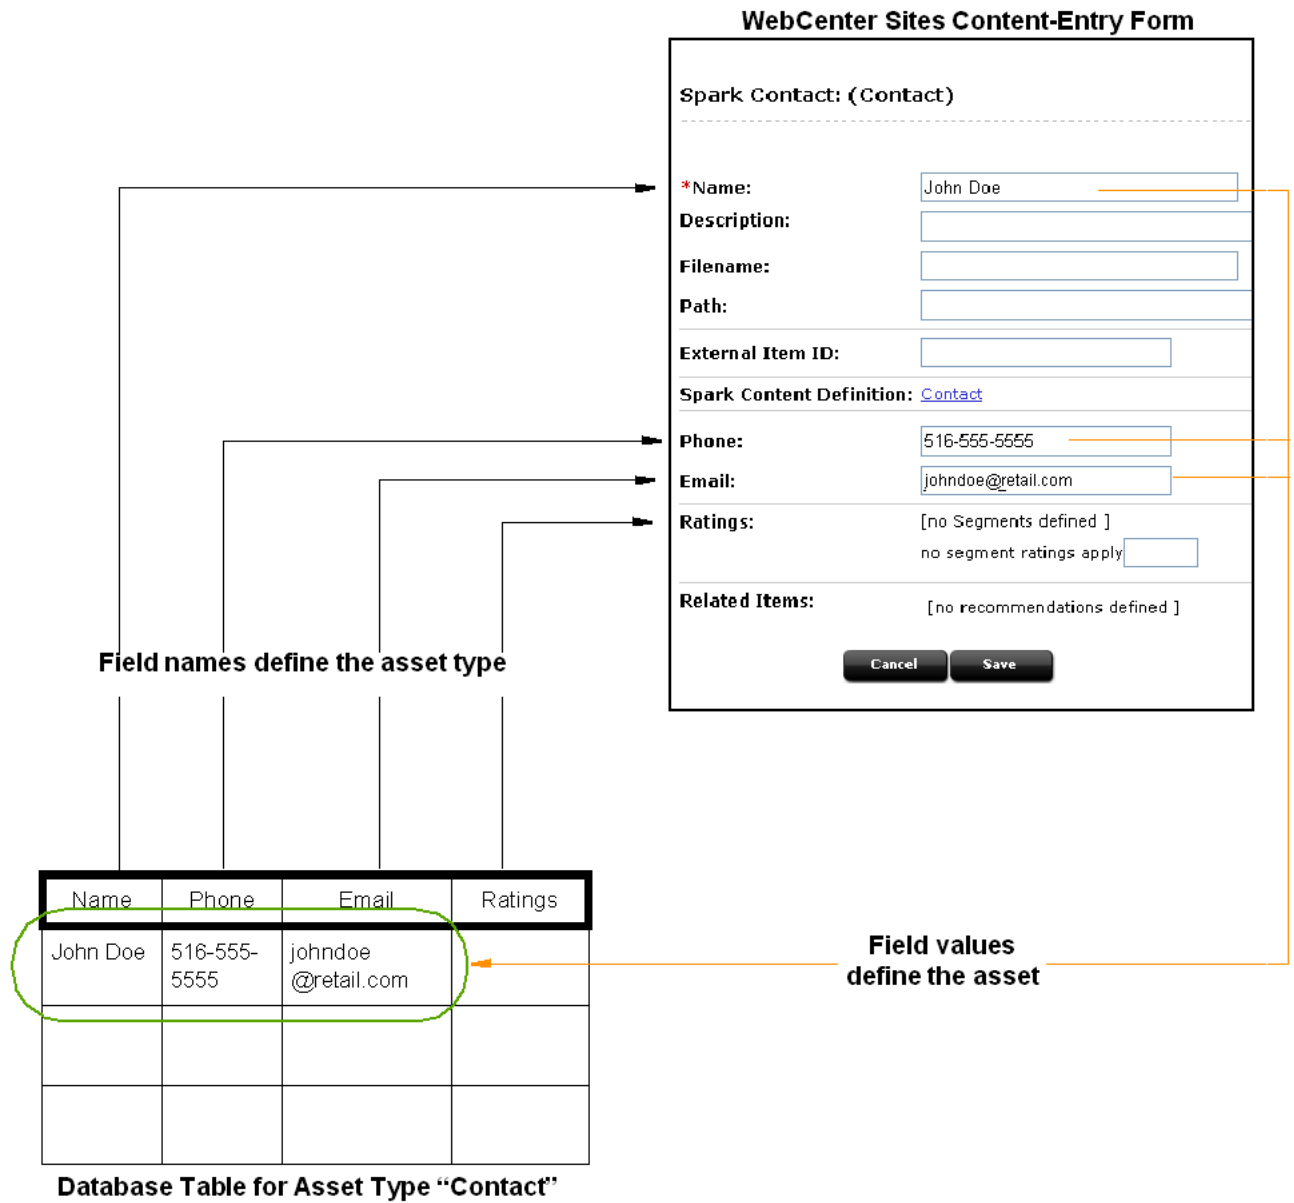 WebCenter Sites Content-Entry Form
Spark Contact: (Contact)
*Name: John Doe
Description:
Filename:
Path:
External Item ID:
Spark Content Definition: Contact
Phone: 516-555-5555
Email: johndoe@retail.com
Ratings: [no Segments defined ]
no segment ratings apply
Related Items: [no recommendations defined ]
Cancel Save
Field names define the asset type
Name Phone Email Ratings
John Doe 516-555- johndoe
5555 @retail.com
Field values
define the asset
Database Table for Asset Type “Contact”